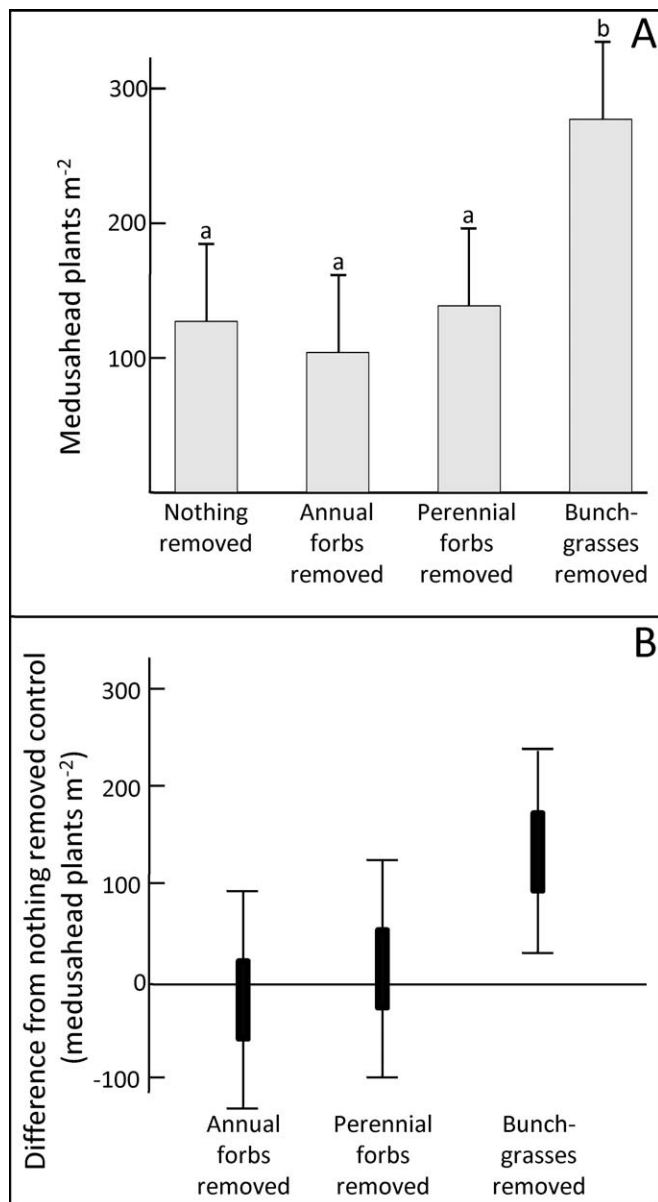 A
b
300
200
100
a
a
a
Medusahead plants m⁻²
Nothing
removed
Annual
forbs
removed
Perennial
forbs
removed
Bunch-
grasses
removed
B
Difference from nothing removed control
(medusahead plants m⁻²)
300
200
100
0
-100
Annual
forbs
removed
Perennial
forbs
removed
Bunch-
grasses
removed